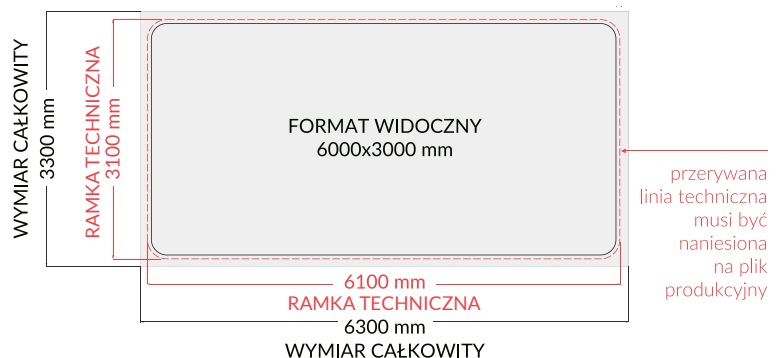 WYMIAR CAŁKOWITY
3300 mm
RAMKA TECHNICZNA
3100 mm
FORMAT WIDOCZNY
6000x3000 mm
przerywana
linia techniczna
musi być
naniesiona
na plik
produkcyjny
6100 mm
RAMKA TECHNICZNA
6300 mm
WYMIAR CAŁKOWITY